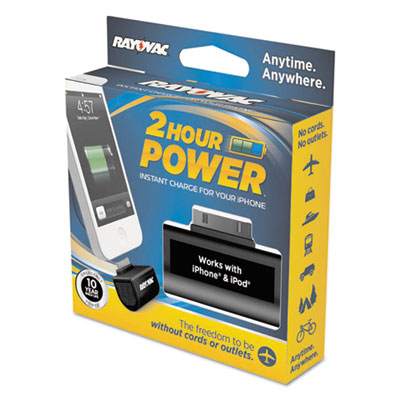 RAYOVAC
Anytime.
Anywhere.
RAYOVAC
4:57
2 HOUR
POWER
INSTANT CHARGE FOR YOUR iPHONE
No cords.
No outlets.
Works with
iPhone® & iPod®
RAYOVAC
10
YEAR
The freedom to be
without cords or outlets.
Anytime.
Anywhere.